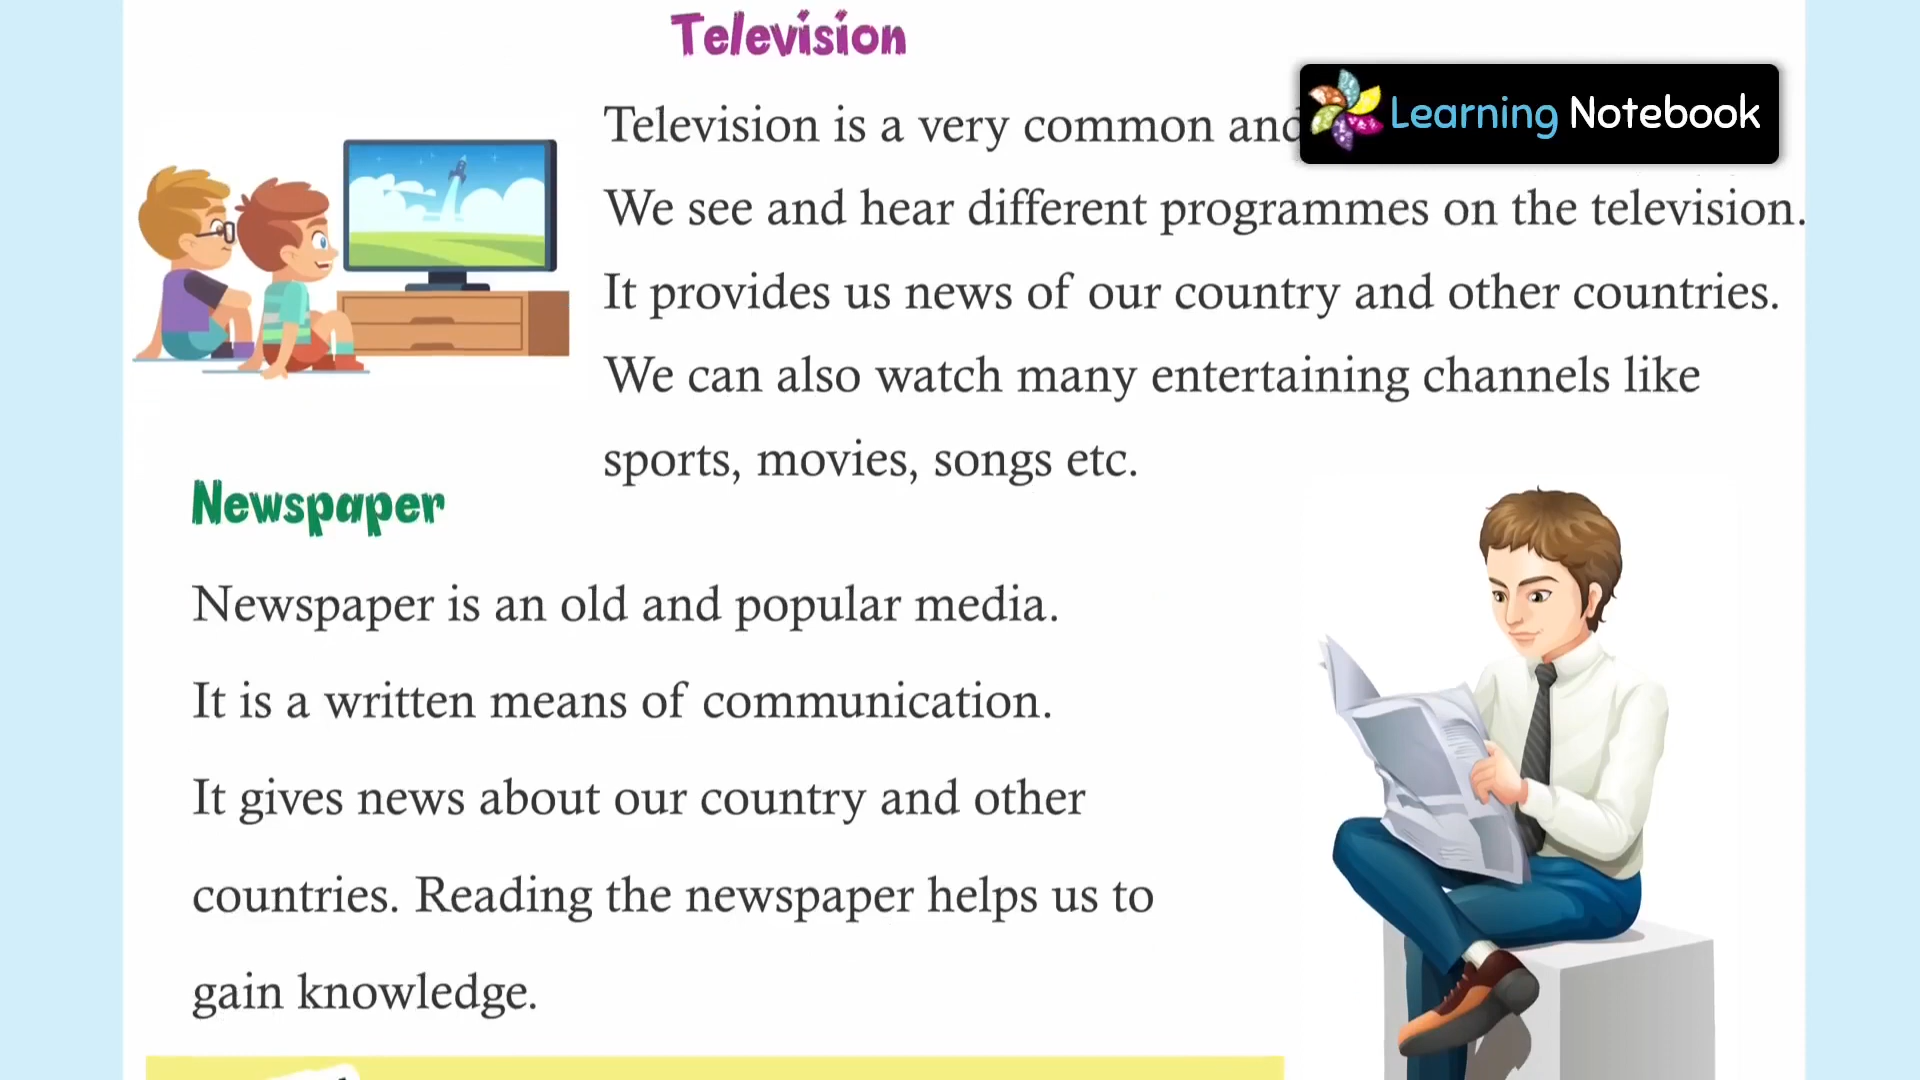 Television
Learning Notebook
Television is a very common and
We see and hear different programmes on the television.
It provides us news of our country and other countries.
We can also watch many entertaining channels like
sports, movies, songs etc.
Newspaper
Newspaper is an old and popular media.
It is a written means of communication.
It gives news about our country and other
countries. Reading the newspaper helps us to
gain knowledge.